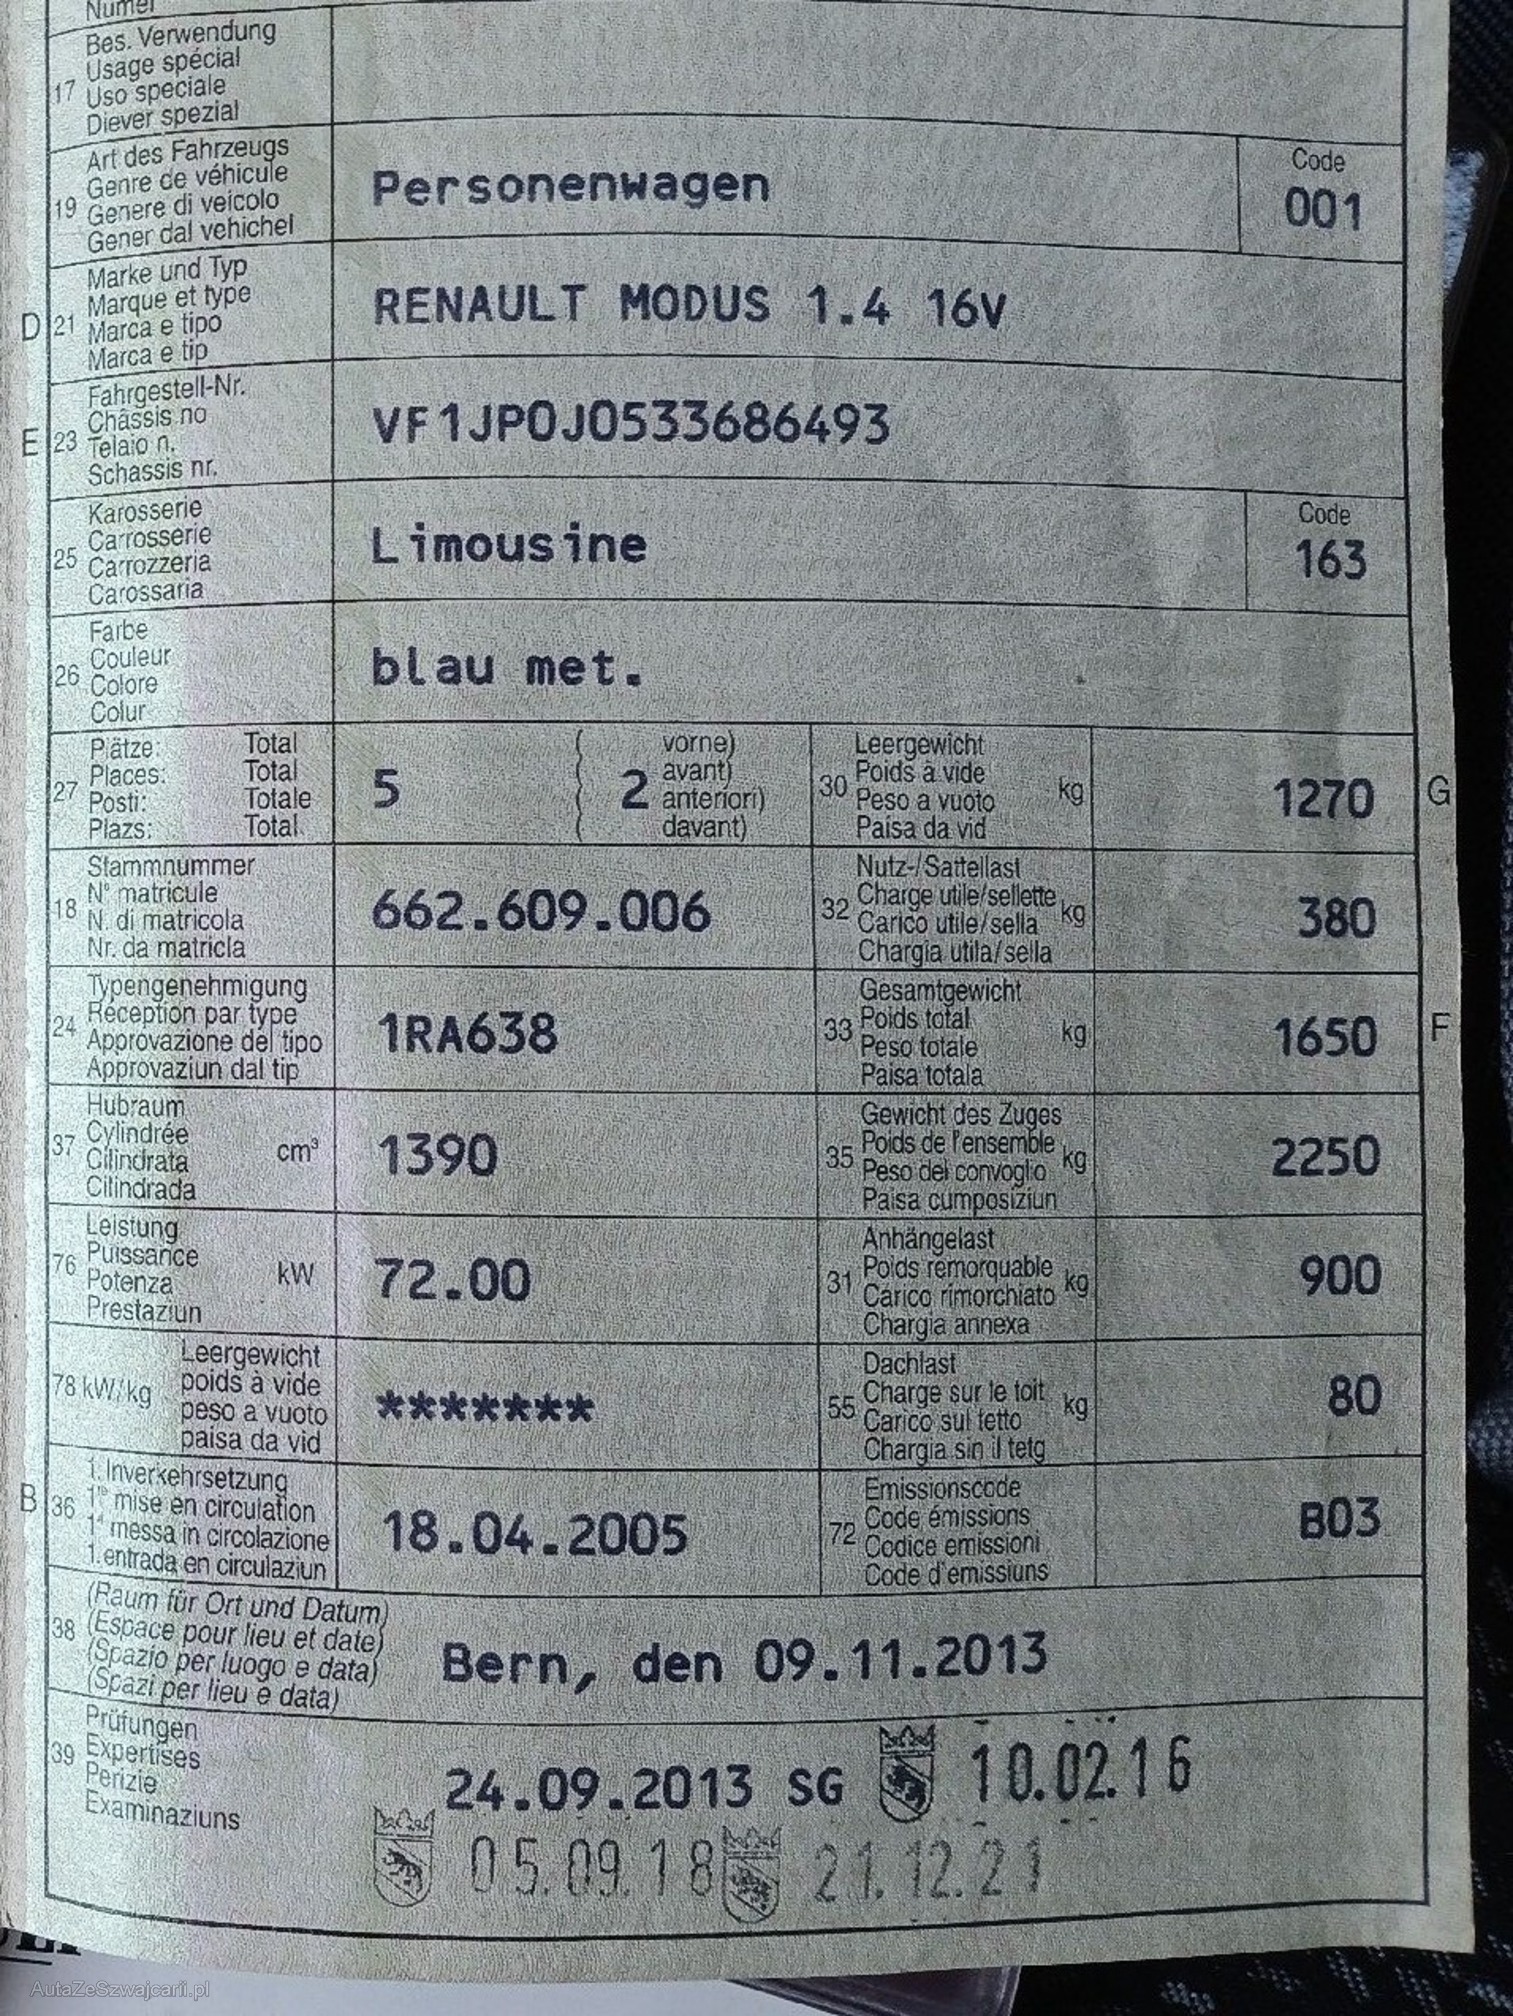 Numer
17 Bes. Verwendung
Usage spécial
Uso speciale
Diever spezial
19 Art des Fahrzeugs
Genre de véhicule
Genere di veicolo
Gener dal vehichel
Personenwagen
Code
001
D 21 Marke und Typ
Marque et type
Marca e tipo
Marca e tip
RENAULT MODUS 1.4 16V
E 23 Fahrgestell-Nr.
Châssis no
Telaio n.
Schassis nr.
VF1JP0J0533686493
25 Karosserie
Carrosserie
Carrozzeria
Carossaria
Limousine
Code
163
26 Farbe
Couleur
Colore
Colur
blau met.
27 Plätze: Total
Places: Total
Posti: Totale
Plazs: Total
5
( 2 vorne)
( avant)
( anteriori)
( davant)
30 Leergewicht
Poids à vide
Peso a vuoto
Paisa da vid
kg
1270 G
18 Stammnummer
N° matricule
N. di matricola
Nr. da matricla
662.609.006
32 Nutz-/Sattellast
Charge utile/sellette
Carico utile/sella
Chargia utila/sella
kg
380
24 Typengenehmigung
Réception par type
Approvazione del tipo
Approvaziun dal tip
1RA638
33 Gesamtgewicht
Poids total
Peso totale
Paisa totala
kg
1650 F
37 Hubraum
Cylindrée
Cilindrata
Cilindrada
cm³
1390
35 Gewicht des Zuges
Poids de l'ensemble
Peso del convoglio
Paisa cumposiziun
kg
2250
76 Leistung
Puissance
Potenza
Prestaziun
kW
72.00
31 Anhängelast
Poids remorquable
Carico rimorchiato
Chargia annexa
kg
900
78 kW/kg
Leergewicht
poids à vide
peso a vuoto
paisa da vid
*******
55 Dachlast
Charge sur le toit
Carico sul tetto
Chargia sin il tetg
kg
80
B 36 1. Inverkehrsetzung
1re mise en circulation
1a messa in circolazione
1. entrada en circulaziun
18.04.2005
72 Emissionscode
Code émissions
Codice emissioni
Code d'emissiuns
B03
38 (Raum für Ort und Datum)
(Espace pour lieu et date)
(Spazio per luogo e data)
(Spazi per lieu e data)
Bern, den 09.11.2013
39 Prüfungen
Expertises
Perizie
Examinaziuns
24.09.2013 SG 10.02.16
05.09.18 21.12.21
AutaZeSzwajcarii.pl